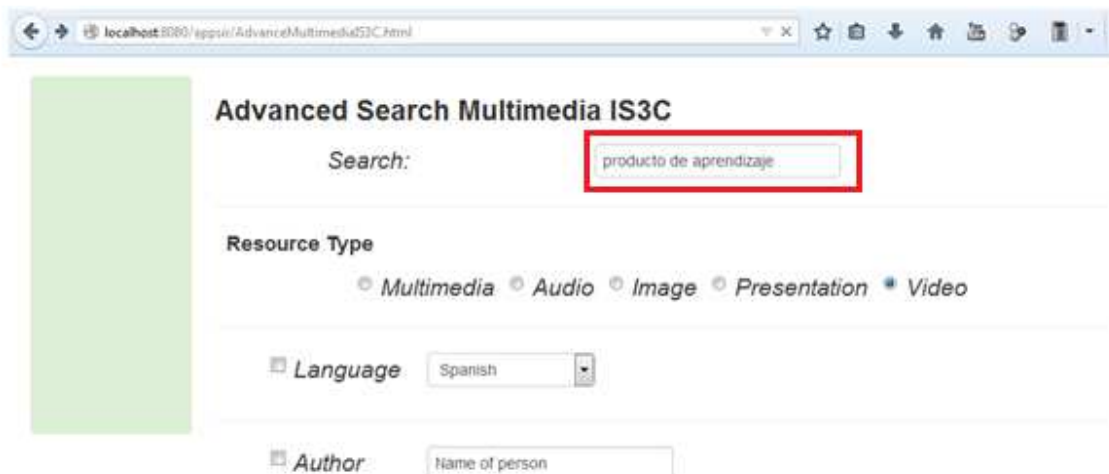 localhost:8080/appsir/AdvanceMultimediaIS3C.html
Advanced Search Multimedia IS3C
Search: producto de aprendizaje
Resource Type
Multimedia Audio Image Presentation Video
Language Spanish
Author Name of person